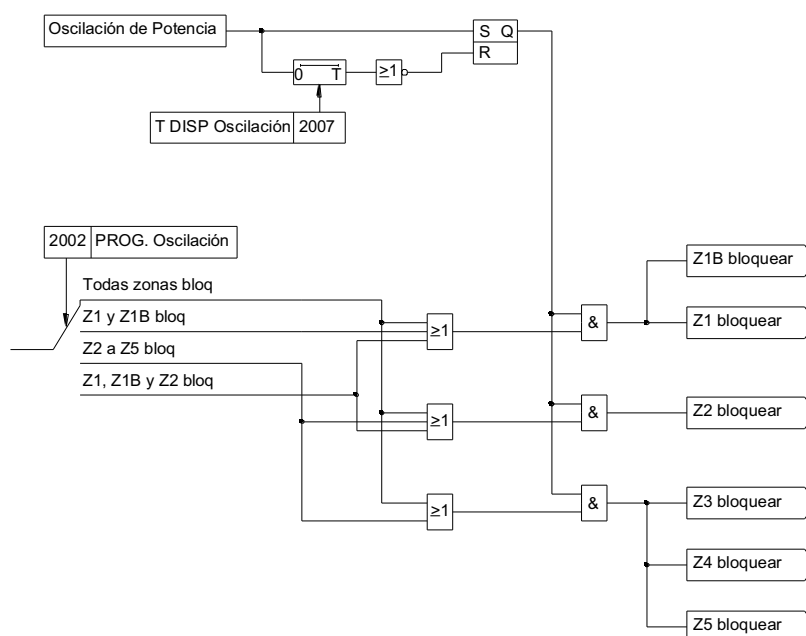 Oscilación de Potencia
S Q
R
0 T
≥1
T DISP Oscilación 2007
2002 PROG. Oscilación
Todas zonas bloq
Z1 y Z1B bloq
Z2 a Z5 bloq
Z1, Z1B y Z2 bloq
≥1
&
Z1B bloquear
Z1 bloquear
≥1
&
Z2 bloquear
≥1
&
Z3 bloquear
Z4 bloquear
Z5 bloquear